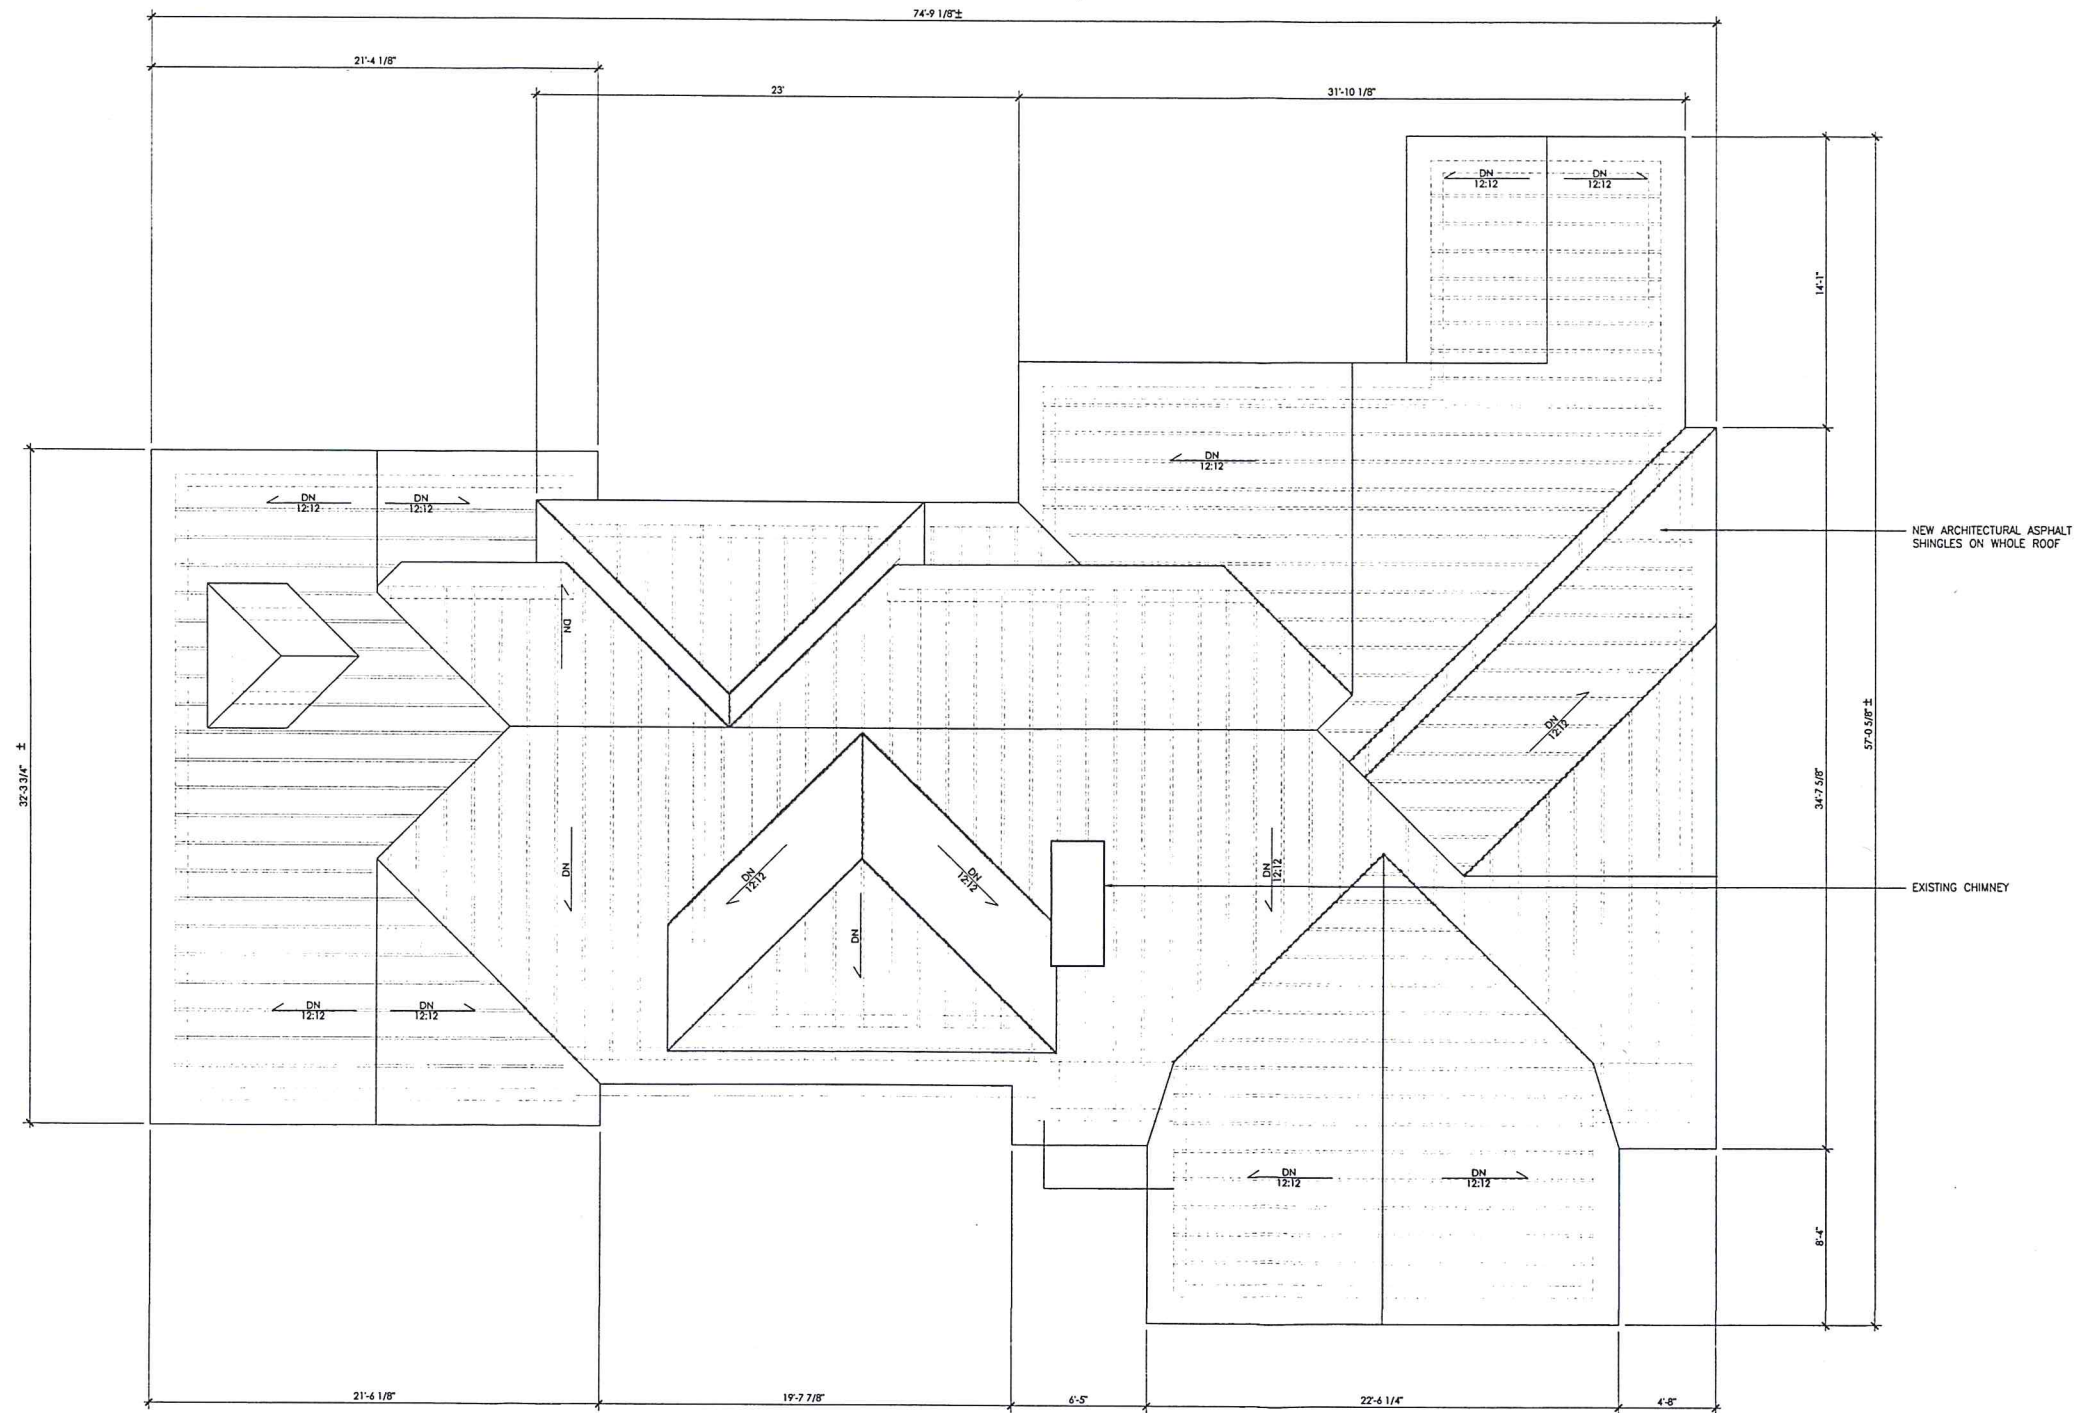 74'-9 1/8"±
21'-4 1/8"
23'
31'-10 1/8"
DN
12:12
DN
12:12
14'-1"
DN
12:12
DN
12:12
DN
12:12
NEW ARCHITECTURAL ASPHALT
SHINGLES ON WHOLE ROOF
DN
DN
12:12
57'-0 5/8" ±
32'-3 3/4" ±
34'-7 5/8"
DN
DN
12:12
DN
12:12
DN
12:12
EXISTING CHIMNEY
DN
DN
12:12
DN
12:12
DN
12:12
DN
12:12
8'-4"
21'-6 1/8"
19'-7 7/8"
6'-5"
22'-6 1/4"
4'-8"